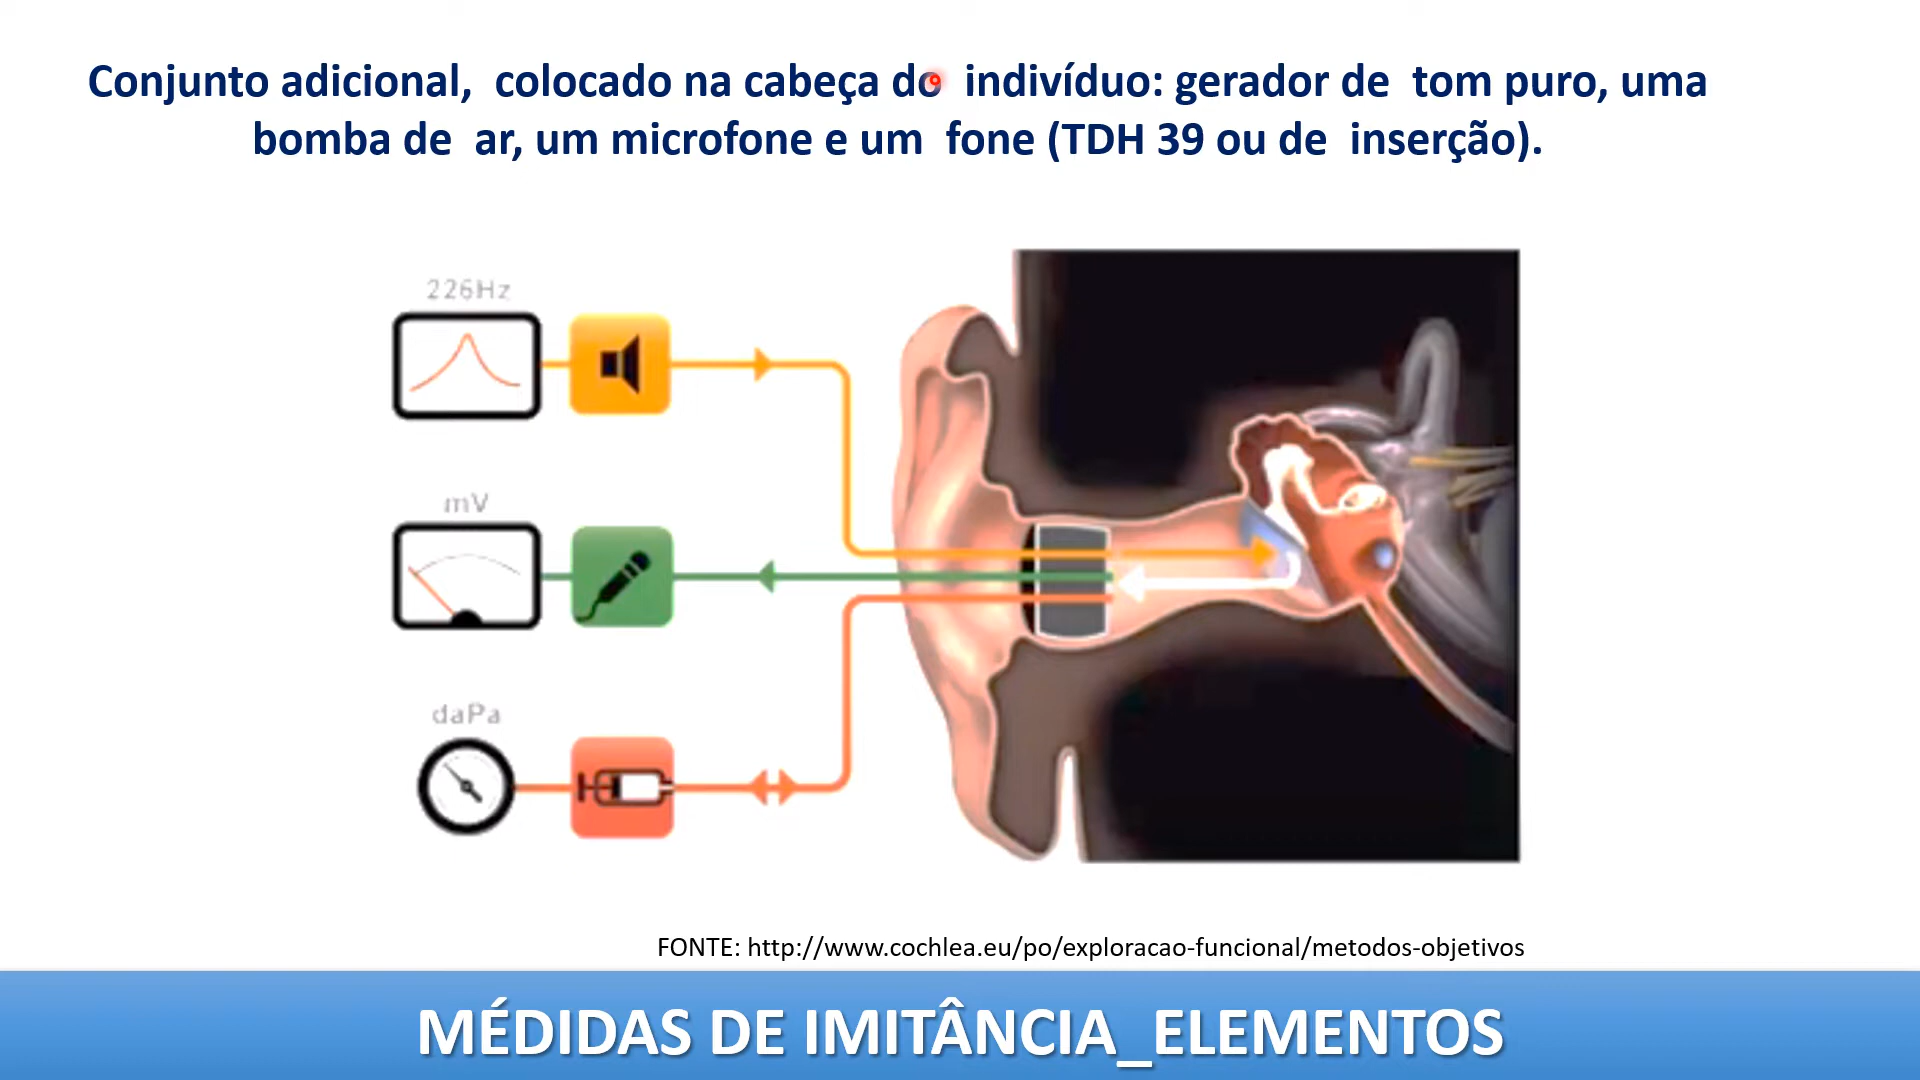 Conjunto adicional, colocado na cabeça do indivíduo: gerador de tom puro, uma
bomba de ar, um microfone e um fone (TDH 39 ou de inserção).
226Hz
mV
daPa
FONTE: http://www.cochlea.eu/po/exploracao-funcional/metodos-objetivos
MÉDIDAS DE IMITÂNCIA_ELEMENTOS